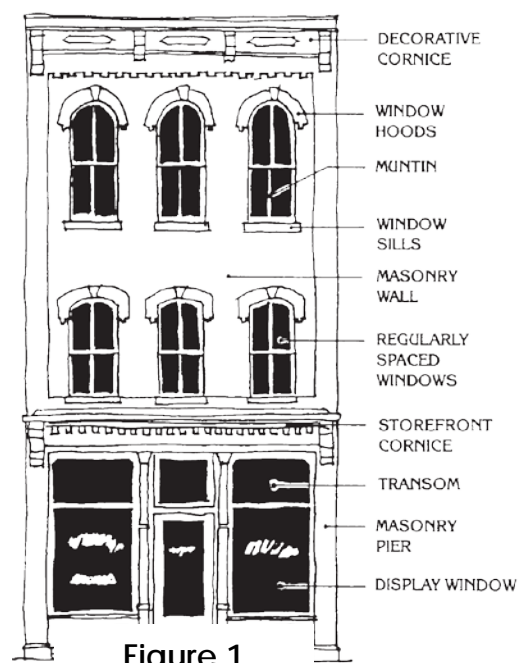 DECORATIVE
CORNICE
WINDOW
HOODS
MUNTIN
WINDOW
SILLS
MASONRY
WALL
REGULARLY
SPACED
WINDOWS
STOREFRONT
CORNICE
TRANSOM
MASONRY
PIER
DISPLAY WINDOW
Figure 1